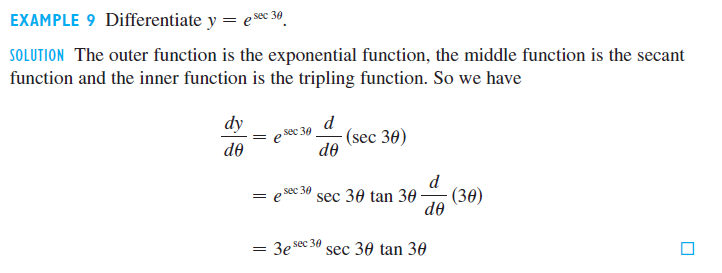 EXAMPLE 9 Differentiate y = e^{sec 3θ}.
SOLUTION The outer function is the exponential function, the middle function is the secant
function and the inner function is the tripling function. So we have
dy/dθ = e^{sec 3θ} d/dθ (sec 3θ)
= e^{sec 3θ} sec 3θ tan 3θ d/dθ (3θ)
= 3e^{sec 3θ} sec 3θ tan 3θ